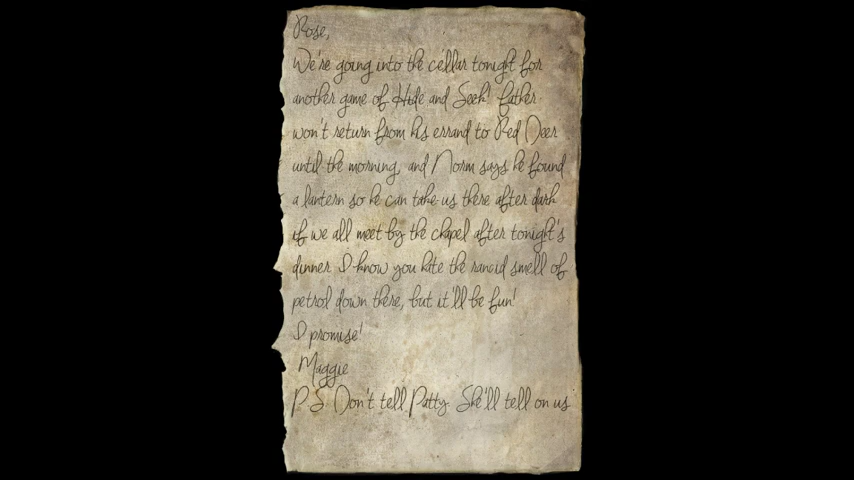 Rose,
We're going into the cellar tonight for
another game of Hide and Seek! Father
won't return from his errand to Red Deer
until the morning, and Norm says he found
a lantern so he can take us there after dark
if we all meet by the chapel after tonight's
dinner. I know you hate the rancid smell of
petrol down there, but it'll be fun!
I promise!
Maggie
P.S. Don't tell Patty. She'll tell on us.